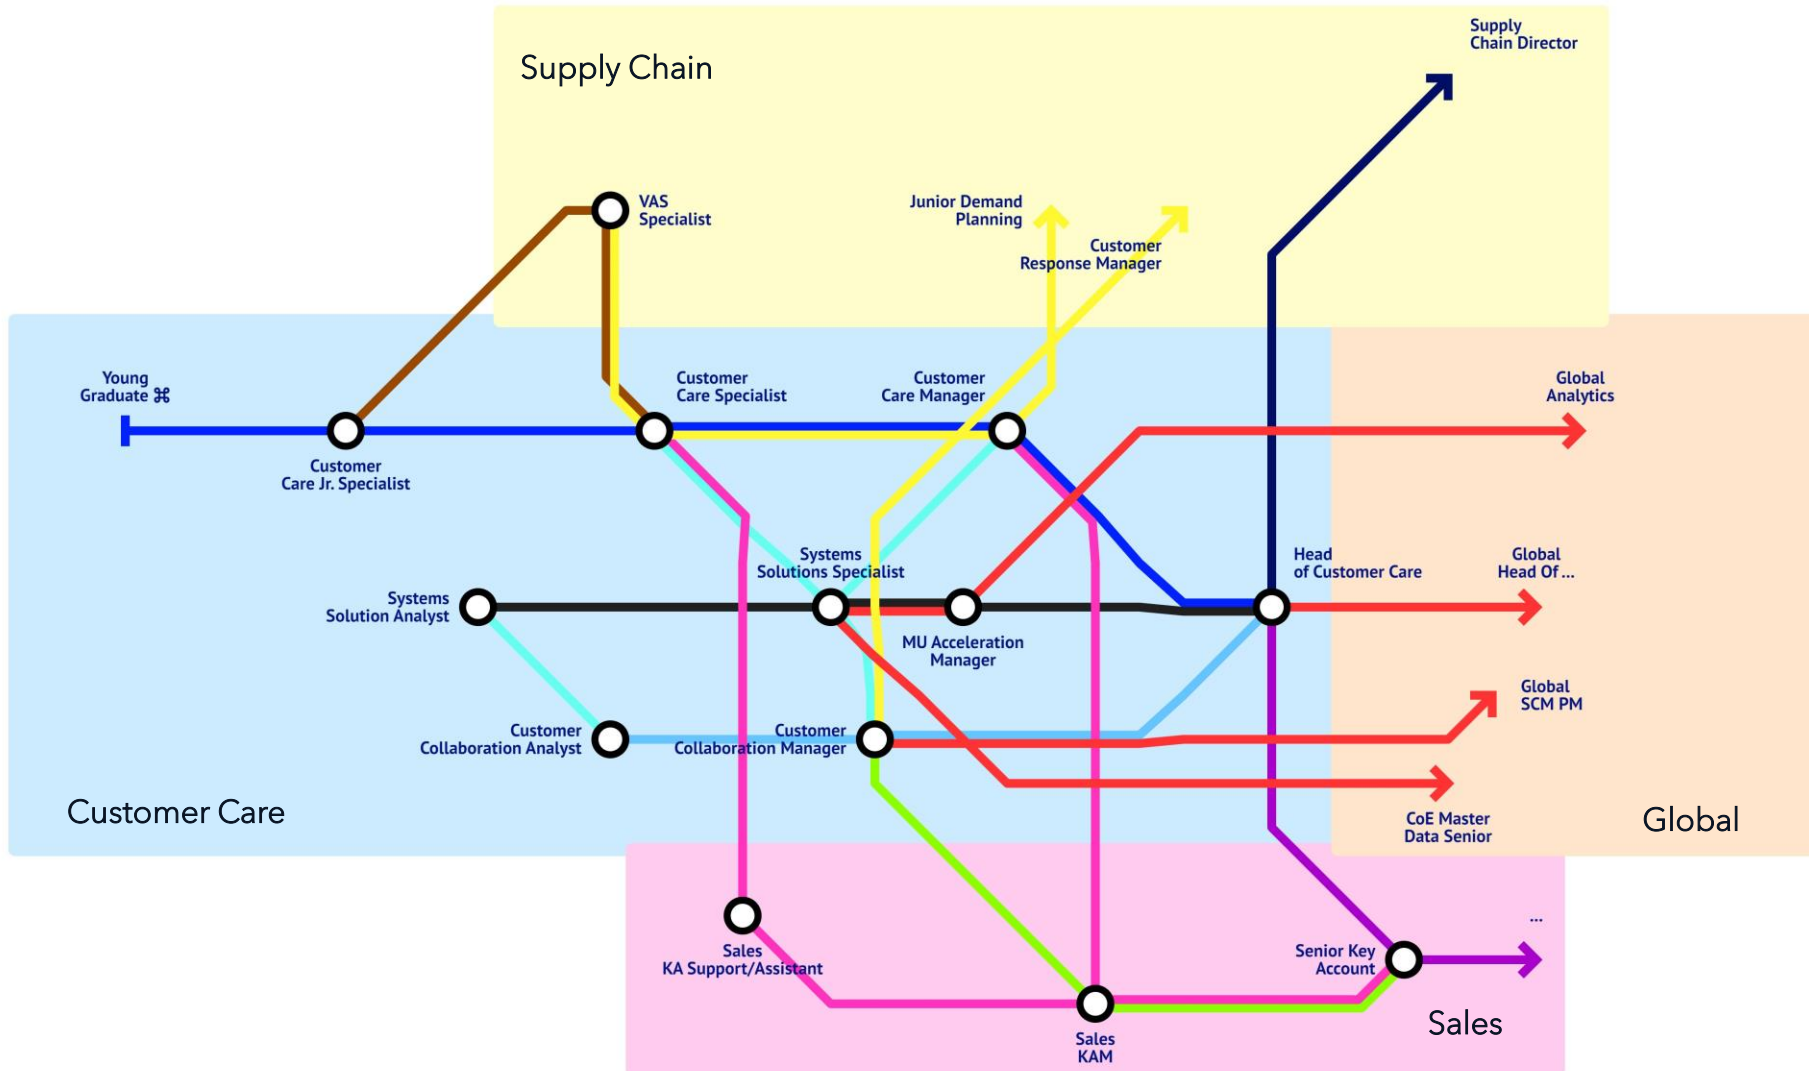 Supply
Chain Director
Supply Chain
VAS
Specialist
Junior Demand
Planning
Customer
Response Manager
Young
Graduate ⌘
Customer
Care Specialist
Customer
Care Manager
Global
Analytics
Customer
Care Jr. Specialist
Systems
Solutions Specialist
Head
of Customer Care
Global
Head Of ...
Systems
Solution Analyst
MU Acceleration
Manager
Global
SCM PM
Customer
Collaboration Analyst
Customer
Collaboration Manager
Customer Care
CoE Master
Data Senior
Global
...
Sales
KA Support/Assistant
Senior Key
Account
Sales
Sales
KAM